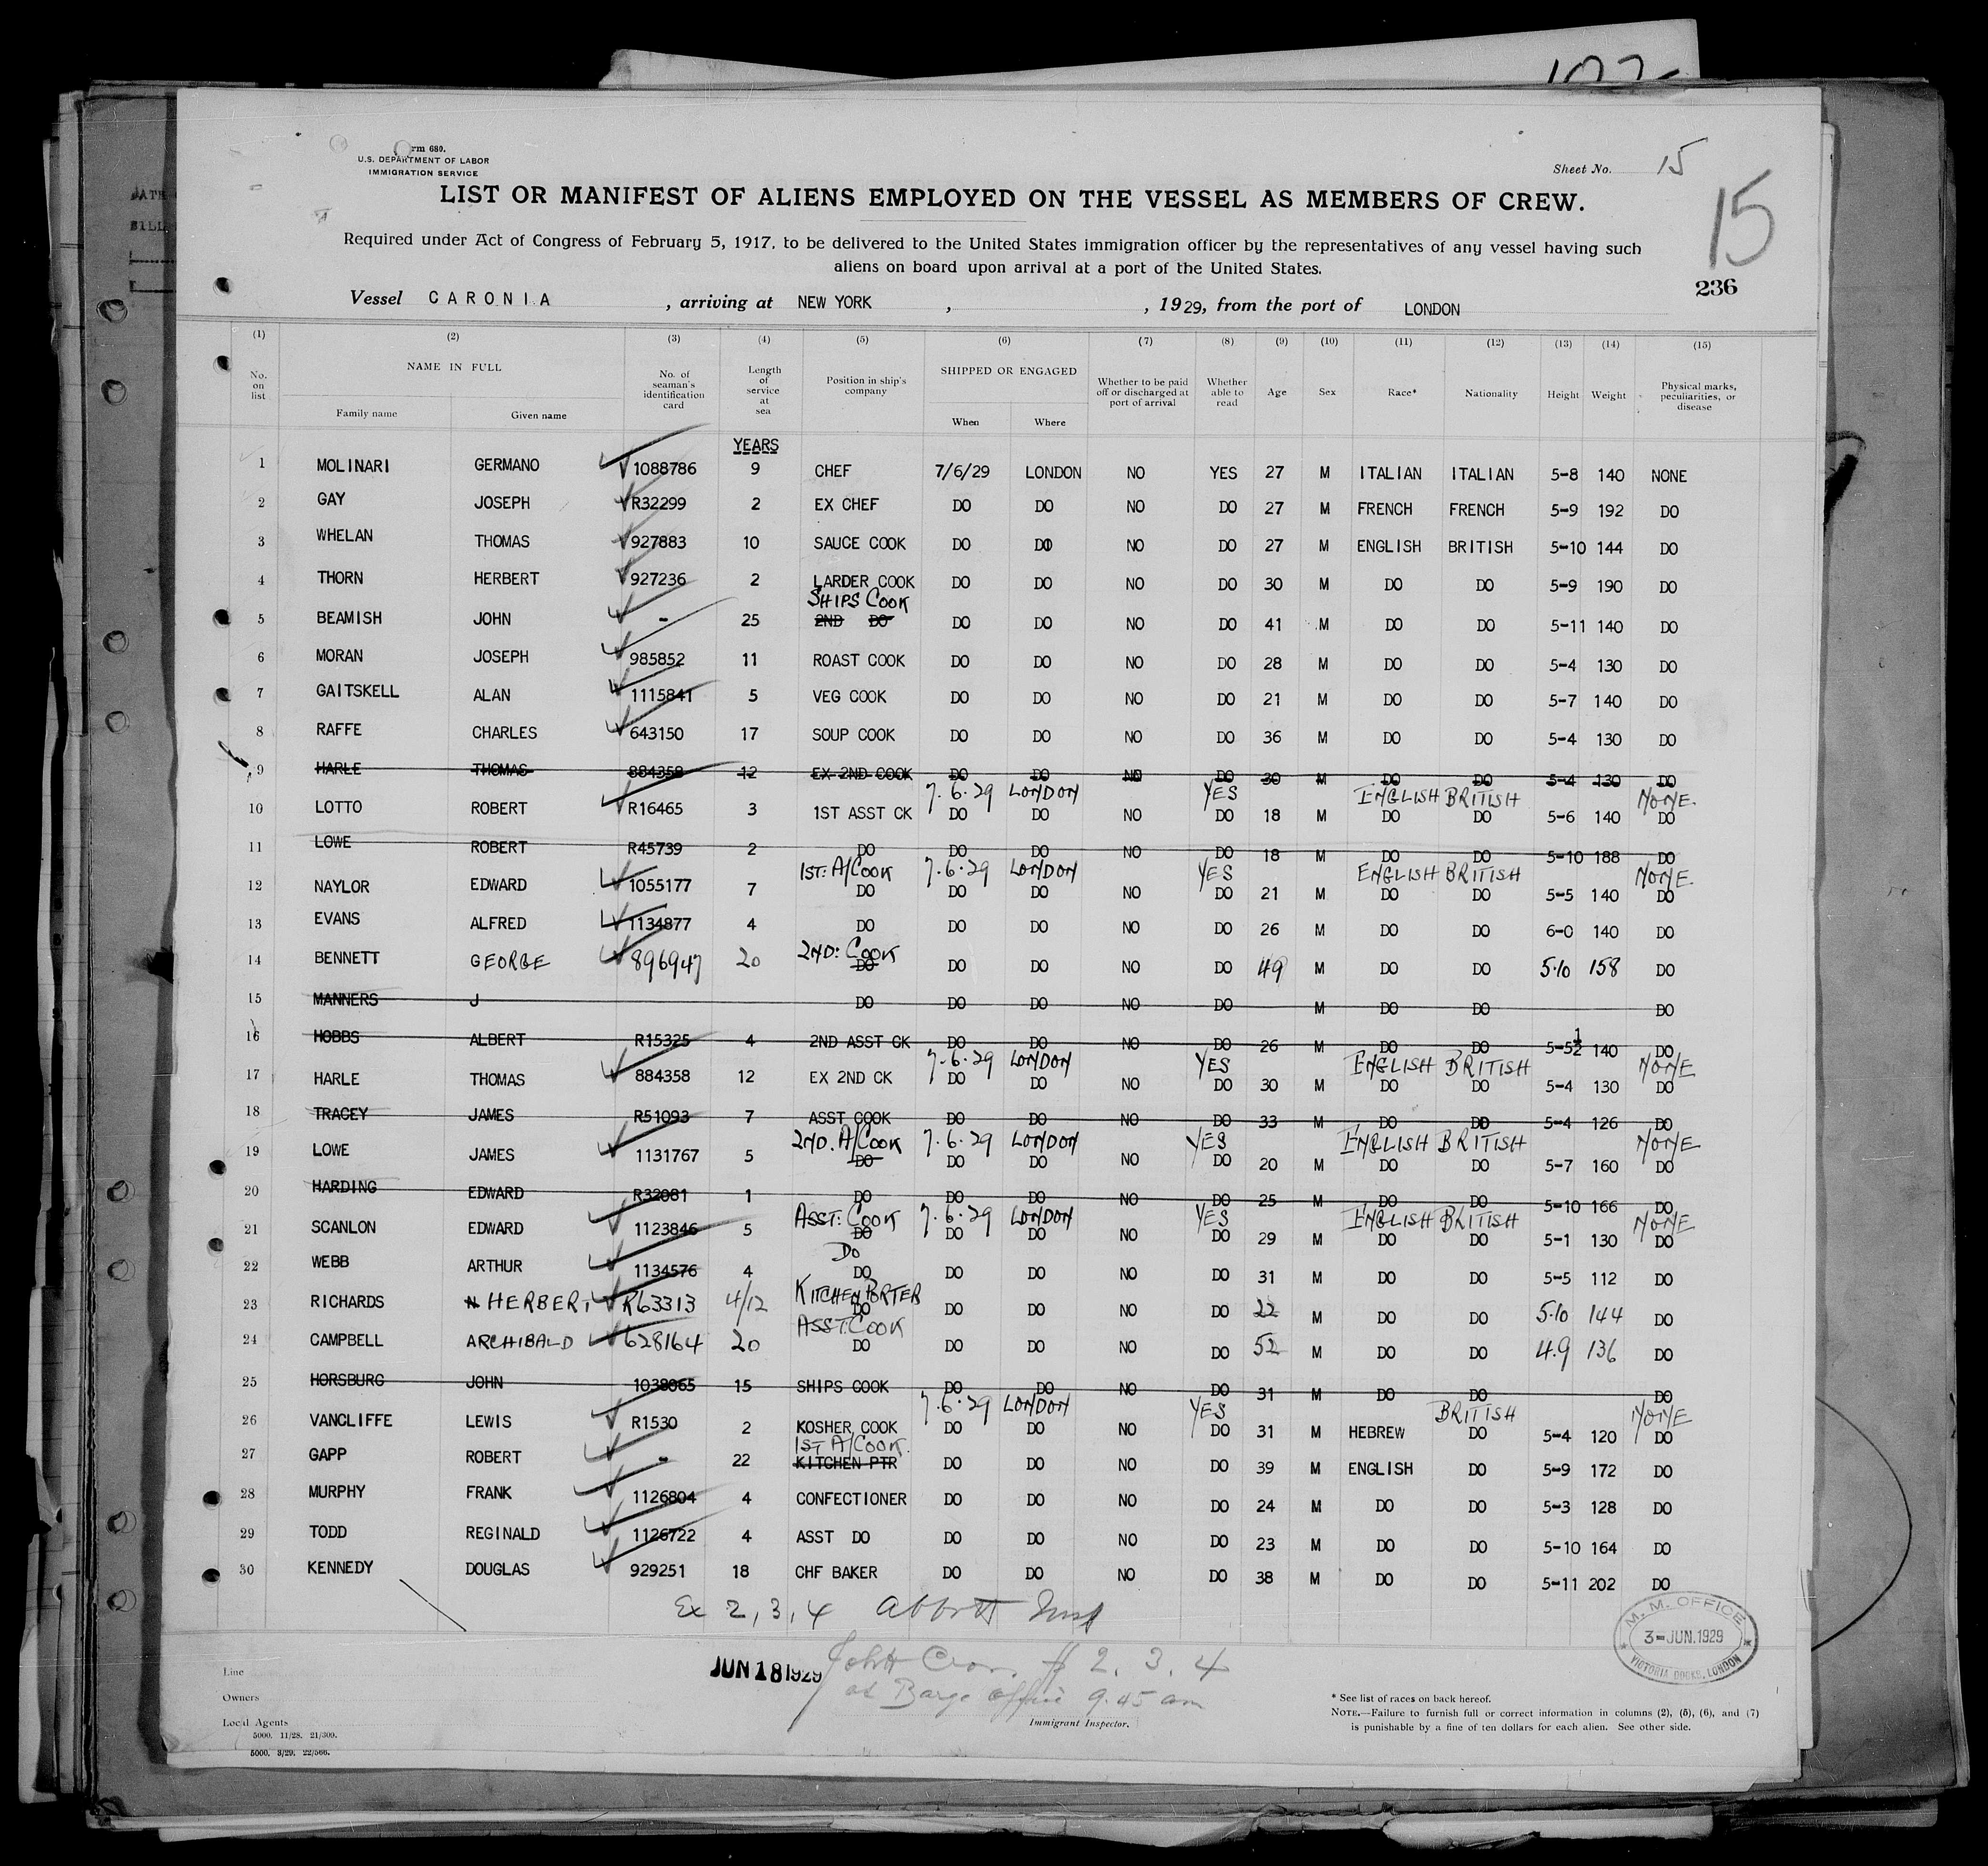 Form 680.
U.S. DEPARTMENT OF LABOR
IMMIGRATION SERVICE
Sheet No. 15
15
LIST OR MANIFEST OF ALIENS EMPLOYED ON THE VESSEL AS MEMBERS OF CREW.
Required under Act of Congress of February 5, 1917, to be delivered to the United States immigration officer by the representatives of any vessel having such
aliens on board upon arrival at a port of the United States.
236
Vessel CARONIA, arriving at NEW YORK, , 1929, from the port of LONDON
(1) (2) (3) (4) (5) (6) (7) (8) (9) (10) (11) (12) (13) (14) (15)
No. on list NAME IN FULL Family name Given name No. of seaman's identification card Length of service at sea Position in ship's company SHIPPED OR ENGAGED When Where Whether to be paid off or discharged at port of arrival Whether able to read Age Sex Race* Nationality Height Weight Physical marks, peculiarities, or disease
YEARS
1 MOLINARI GERMANO 1088786 9 CHEF 7/6/29 LONDON NO YES 27 M ITALIAN ITALIAN 5-8 140 NONE
2 GAY JOSEPH R32299 2 EX CHEF DO DO NO DO 27 M FRENCH FRENCH 5-9 192 DO
3 WHELAN THOMAS 927883 10 SAUCE COOK DO DO NO DO 27 M ENGLISH BRITISH 5-10 144 DO
4 THORN HERBERT 927236 2 LARDER COOK DO DO NO DO 30 M DO DO 5-9 190 DO
SHIPS COOK
5 BEAMISH JOHN - 25 2ND DO DO DO NO DO 41 M DO DO 5-11 140 DO
6 MORAN JOSEPH 985852 11 ROAST COOK DO DO NO DO 28 M DO DO 5-4 130 DO
7 GAITSKELL ALAN 1115841 5 VEG COOK DO DO NO DO 21 M DO DO 5-7 140 DO
8 RAFFE CHARLES 643150 17 SOUP COOK DO DO NO DO 36 M DO DO 5-4 130 DO
9 HARLE THOMAS 884358 12 EX 2ND COOK DO DO NO DO 30 M DO DO 5-4 130 DO
7.6.29 LONDON YES ENGLISH BRITISH NONE
10 LOTTO ROBERT R16465 3 1ST ASST CK DO DO NO DO 18 M DO DO 5-6 140 DO
11 LOWE ROBERT R45739 2 DO DO DO NO DO 18 M DO DO 5-10 188 DO
1ST: A/COOK 7.6.29 LONDON YES ENGLISH BRITISH NONE
12 NAYLOR EDWARD 1055177 7 DO DO DO NO DO 21 M DO DO 5-5 140 DO
13 EVANS ALFRED 1134877 4 DO DO DO NO DO 26 M DO DO 6-0 140 DO
2ND: COOK
14 BENNETT GEORGE 896947 20 DO DO DO NO DO 49 M DO DO 5.10 158 DO
15 MANNERS J DO DO DO NO DO M DO DO DO
16 HOBBS ALBERT R15325 4 2ND ASST CK DO DO NO DO 26 M DO DO 5-5½ 140 DO
7.6.29 LONDON YES ENGLISH BRITISH NONE
17 HARLE THOMAS 884358 12 EX 2ND CK DO DO NO DO 30 M DO DO 5-4 130 DO
18 TRACEY JAMES R51093 7 ASST COOK DO DO NO DO 33 M DO DO 5-4 126 DO
2ND. A/COOK 7.6.29 LONDON YES ENGLISH BRITISH NONE
19 LOWE JAMES 1131767 5 DO DO DO NO DO 20 M DO DO 5-7 160 DO
20 HARDING EDWARD R32081 1 DO DO DO NO DO 25 M DO DO 5-10 166 DO
ASST: COOK 7.6.29 LONDON YES ENGLISH BRITISH NONE
21 SCANLON EDWARD 1123846 5 DO DO DO NO DO 29 M DO DO 5-1 130 DO
DO
22 WEBB ARTHUR 1134576 4 DO DO DO NO DO 31 M DO DO 5-5 112 DO
KITCHEN PORTER
23 RICHARDS N HERBERT R63313 4/12 DO DO DO NO DO 22 M DO DO 5.10 144 DO
ASST: COOK
24 CAMPBELL ARCHIBALD 628164 20 DO DO DO NO DO 52 M DO DO 4.9 136 DO
25 HORSBURG JOHN 1038065 15 SHIPS COOK DO DO NO DO 31 M DO DO DO
7.6.29 LONDON YES BRITISH NONE
26 VANCLIFFE LEWIS R1530 2 KOSHER COOK DO DO NO DO 31 M HEBREW DO 5-4 120 DO
1ST A/COOK.
27 GAPP ROBERT - 22 KITCHEN PTR DO DO NO DO 39 M ENGLISH DO 5-9 172 DO
28 MURPHY FRANK 1126804 4 CONFECTIONER DO DO NO DO 24 M DO DO 5-3 128 DO
29 TODD REGINALD 1126722 4 ASST DO DO DO NO DO 23 M DO DO 5-10 164 DO
30 KENNEDY DOUGLAS 929251 18 CHF BAKER DO DO NO DO 38 M DO DO 5-11 202 DO
Ex 2, 3, 4 Abbott
M. M. OFFICE
3-JUN.1929
VICTORIA DOCKS, LONDON
JUN 18 1929
2. 3. 4
at Barge office 9.45 am
Line
Owners
Local Agents
Immigrant Inspector.
5000. 11/28. 21/309.
5000. 3/29. 22/566.
* See list of races on back hereof.
NOTE.—Failure to furnish full or correct information in columns (2), (5), (6), and (7)
is punishable by a fine of ten dollars for each alien. See other side.